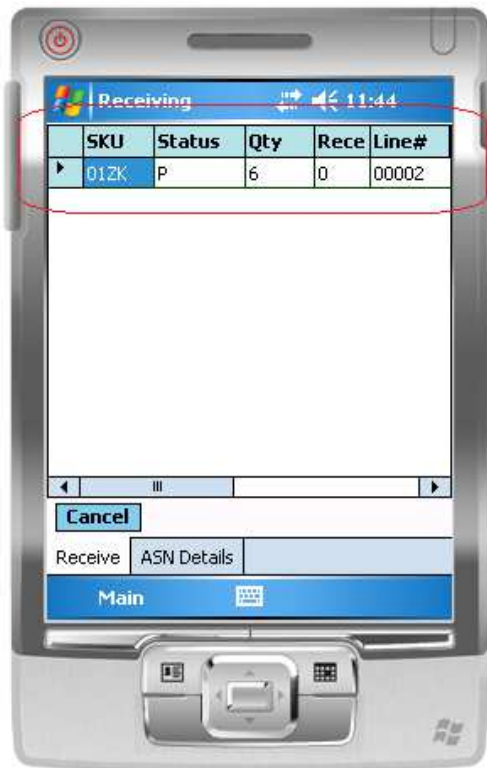 Receiving 11:44
SKU Status Qty Rece Line#
01ZK P 6 0 00002
Cancel
Receive ASN Details
Main